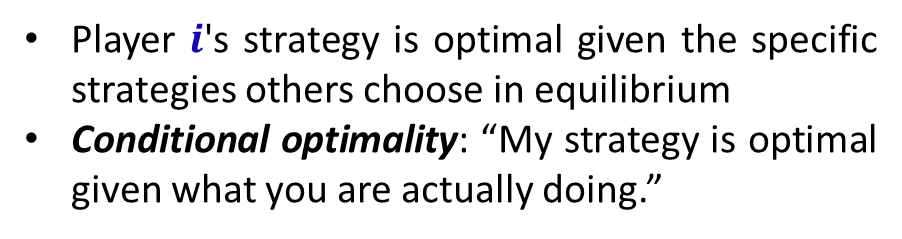 • Player i's strategy is optimal given the specific
strategies others choose in equilibrium
• Conditional optimality: “My strategy is optimal
given what you are actually doing.”